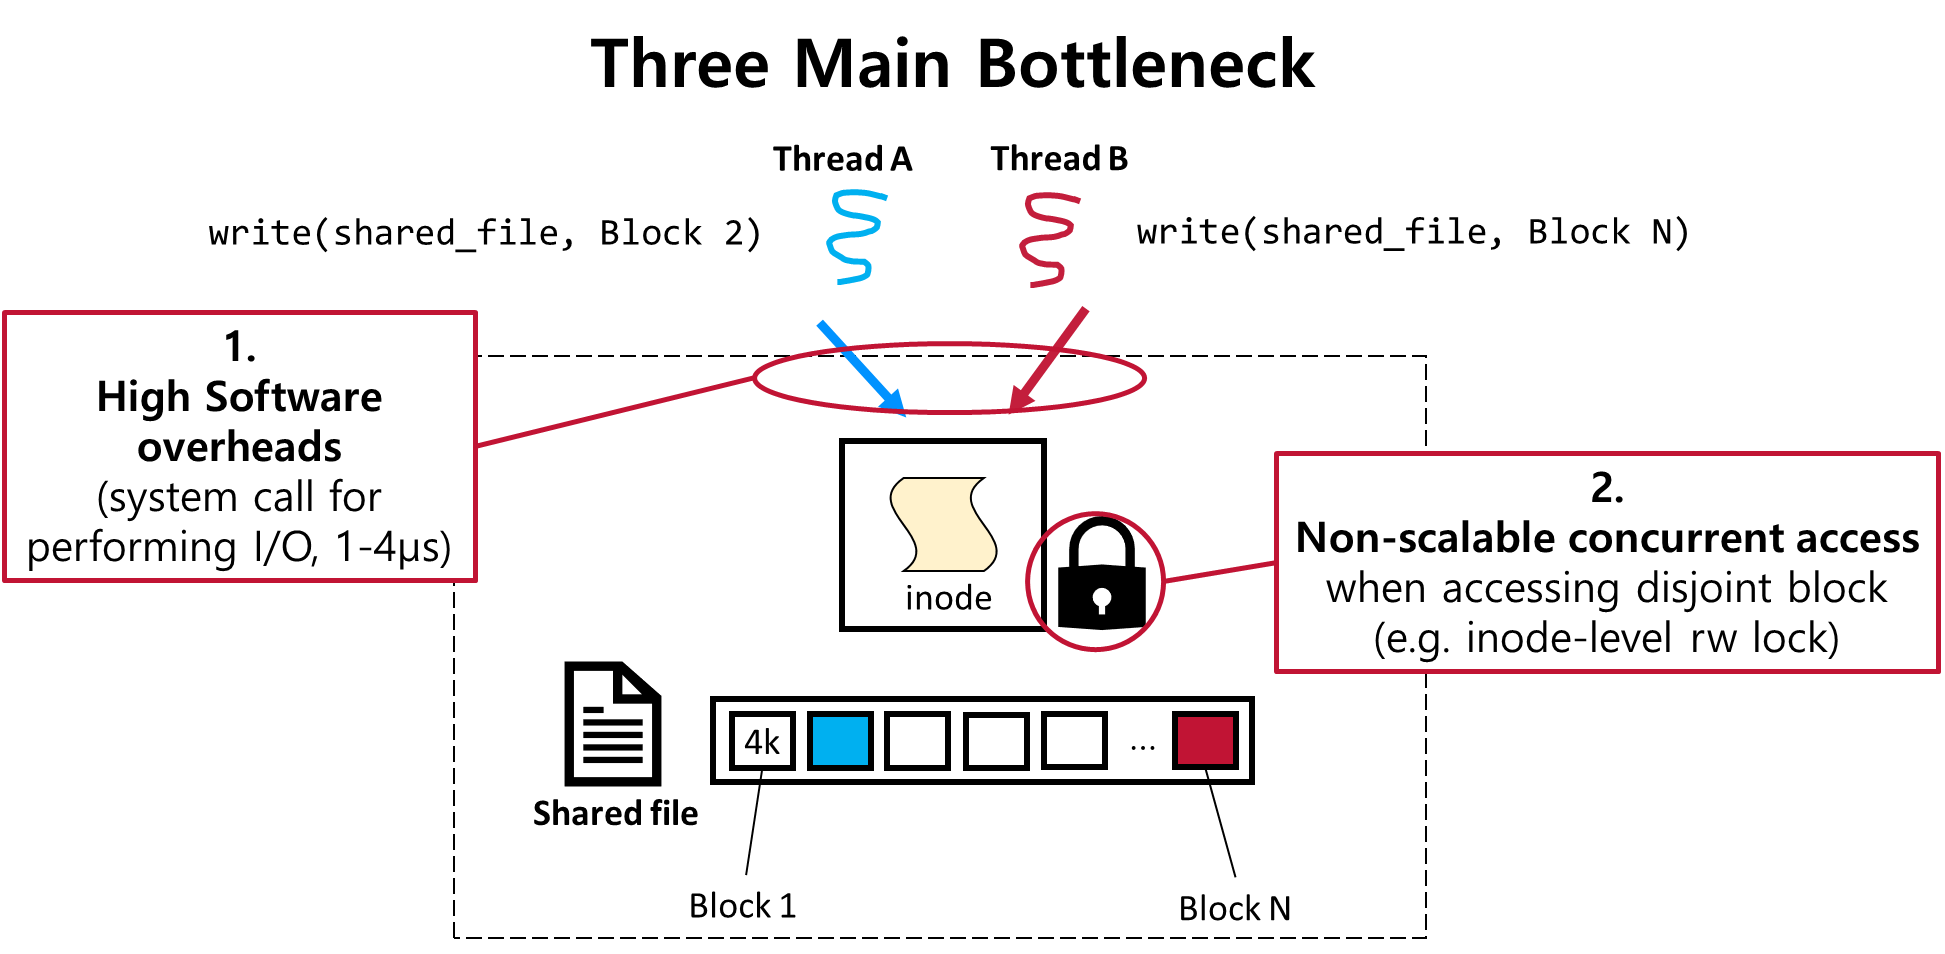 Three Main Bottleneck
Thread A
Thread B
write(shared_file, Block 2)
write(shared_file, Block N)
1.
High Software
overheads
(system call for
performing I/O, 1-4µs)
2.
Non-scalable concurrent access
when accessing disjoint block
(e.g. inode-level rw lock)
inode
4k
...
Shared file
Block 1
Block N